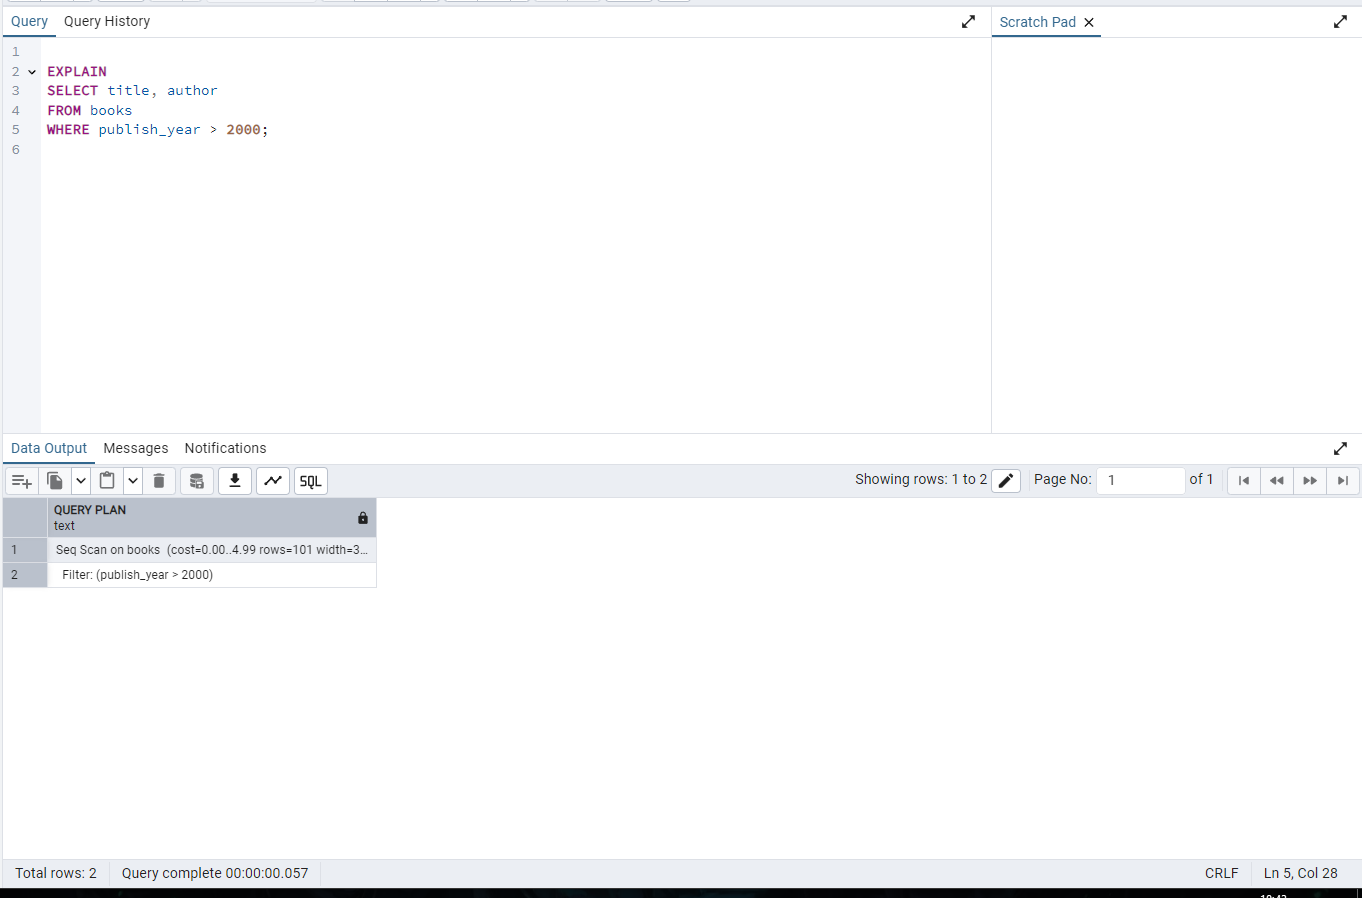 Query Query History
Scratch Pad
1
2 EXPLAIN
3 SELECT title, author
4 FROM books
5 WHERE publish_year > 2000;
6
Data Output Messages Notifications
SQL
Showing rows: 1 to 2 Page No: 1 of 1
QUERY PLAN
text
1 Seq Scan on books (cost=0.00..4.99 rows=101 width=3...
2 Filter: (publish_year > 2000)
Total rows: 2 Query complete 00:00:00.057 CRLF Ln 5, Col 28